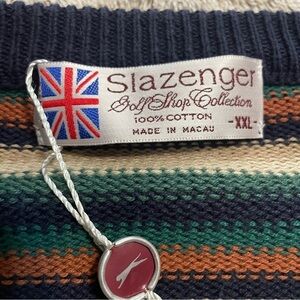 Slazenger
Golf Shop Collection
100% COTTON
MADE IN MACAU
-XXL-